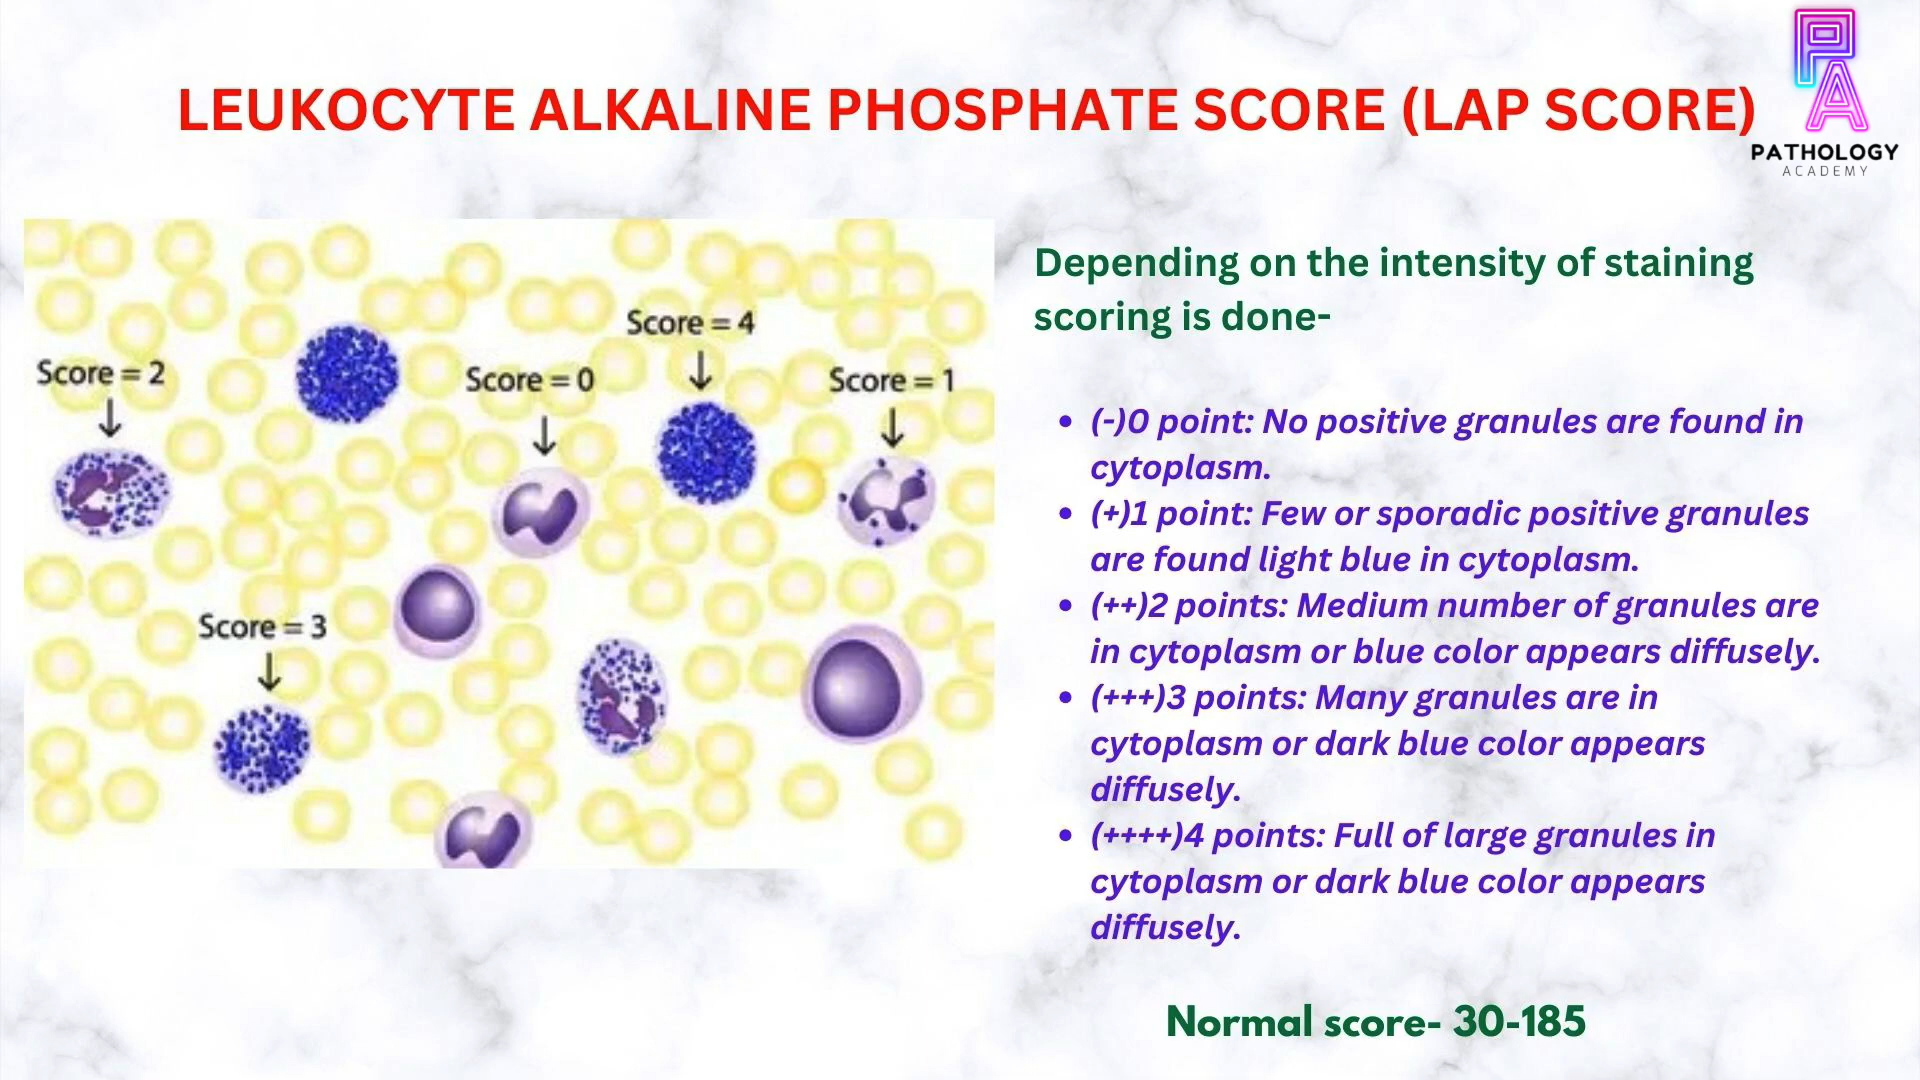 LEUKOCYTE ALKALINE PHOSPHATE SCORE (LAP SCORE)
PA
PATHOLOGY
ACADEMY
Score = 4
Score = 2
Score = 0
Score = 1
Score = 3
Depending on the intensity of staining
scoring is done-
• (-)0 point: No positive granules are found in
cytoplasm.
• (+)1 point: Few or sporadic positive granules
are found light blue in cytoplasm.
• (++)2 points: Medium number of granules are
in cytoplasm or blue color appears diffusely.
• (+++)3 points: Many granules are in
cytoplasm or dark blue color appears
diffusely.
• (++++)4 points: Full of large granules in
cytoplasm or dark blue color appears
diffusely.
Normal score- 30-185